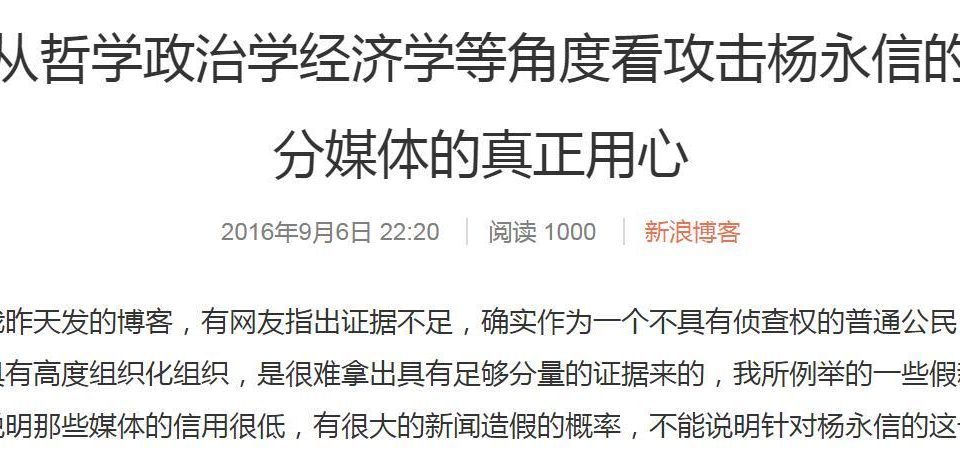 从哲学政治学经济学等角度看攻击杨永信的
分媒体的真正用心
2016年9月6日 22:20 阅读 1000 新浪博客
昨天发的博客，有网友指出证据不足，确实作为一个不具有侦查权的普通公民
具有高度组织化组织，是很难拿出具有足够分量的证据来的，我所例举的一些假
说明那些媒体的信用很低，有很大的新闻造假的概率，不能说明针对杨永信的这